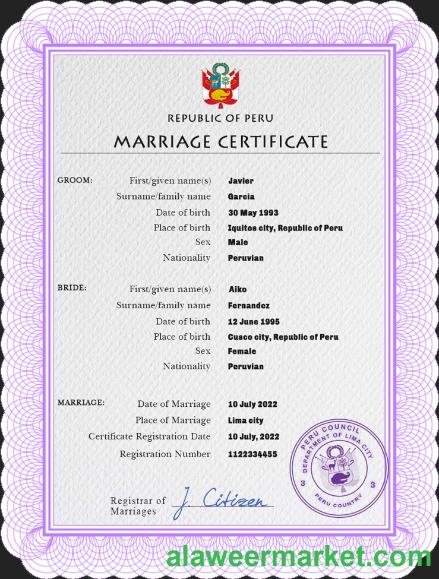 REPUBLIC OF PERU
MARRIAGE CERTIFICATE
GROOM: First/given name(s) Javier
Surname/family name Garcia
Date of birth 30 May 1993
Place of birth Iquitos city, Republic of Peru
Sex Male
Nationality Peruvian
BRIDE: First/given name(s) Aiko
Surname/family name Fernandez
Date of birth 12 June 1995
Place of birth Cusco city, Republic of Peru
Sex Female
Nationality Peruvian
MARRIAGE: Date of Marriage 10 July 2022
Place of Marriage Lima city
Certificate Registration Date 10 July, 2022
Registration Number 1122334455
PERU COUNCIL
DEPARTMENT OF LIMA CITY
3 3
PERU COUNTRY
Registrar of
Marriages
J. Citizen
alaweermarket.com